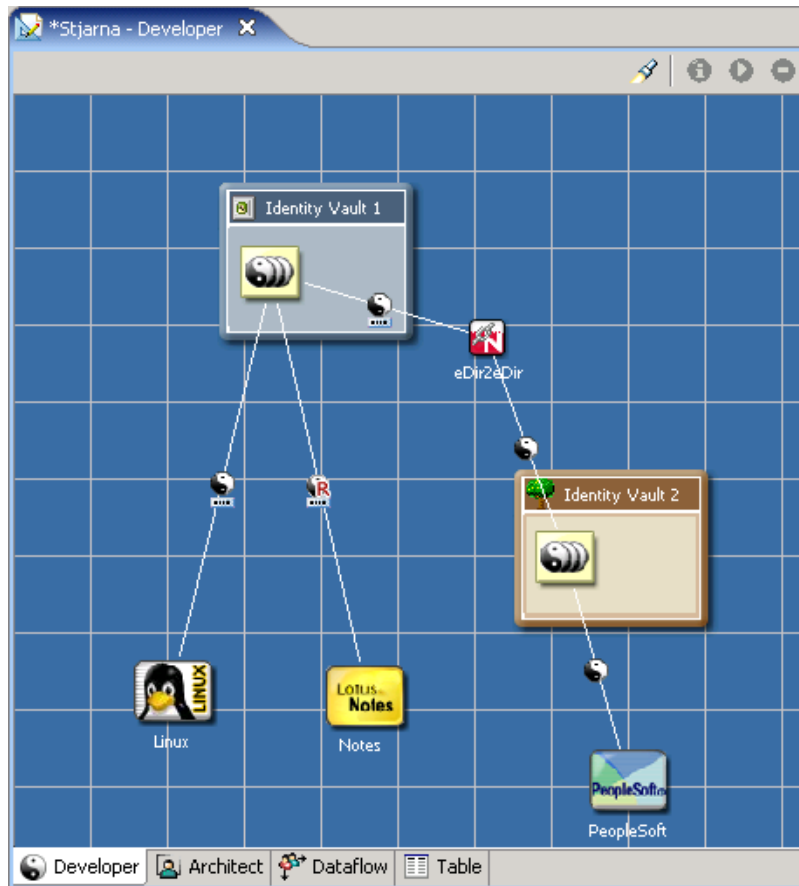 *Stjarna - Developer
Identity Vault 1
N
eDir2eDir
R
Identity Vault 2
LINUX
Linux
Lotus
Notes
Notes
PeopleSoft
PeopleSoft
Developer
Architect
Dataflow
Table